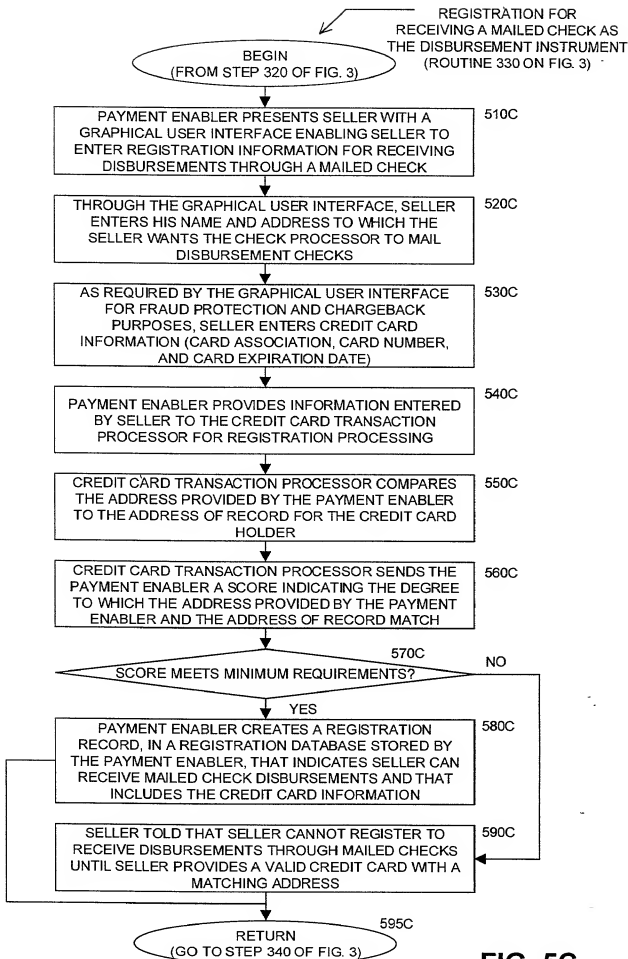 REGISTRATION FOR
RECEIVING A MAILED CHECK AS
THE DISBURSEMENT INSTRUMENT
(ROUTINE 330 ON FIG. 3)
BEGIN
(FROM STEP 320 OF FIG. 3)
510C
PAYMENT ENABLER PRESENTS SELLER WITH A
GRAPHICAL USER INTERFACE ENABLING SELLER TO
ENTER REGISTRATION INFORMATION FOR RECEIVING
DISBURSEMENTS THROUGH A MAILED CHECK
520C
THROUGH THE GRAPHICAL USER INTERFACE, SELLER
ENTERS HIS NAME AND ADDRESS TO WHICH THE
SELLER WANTS THE CHECK PROCESSOR TO MAIL
DISBURSEMENT CHECKS
530C
AS REQUIRED BY THE GRAPHICAL USER INTERFACE
FOR FRAUD PROTECTION AND CHARGEBACK
PURPOSES, SELLER ENTERS CREDIT CARD
INFORMATION (CARD ASSOCIATION, CARD NUMBER,
AND CARD EXPIRATION DATE)
540C
PAYMENT ENABLER PROVIDES INFORMATION ENTERED
BY SELLER TO THE CREDIT CARD TRANSACTION
PROCESSOR FOR REGISTRATION PROCESSING
550C
CREDIT CARD TRANSACTION PROCESSOR COMPARES
THE ADDRESS PROVIDED BY THE PAYMENT ENABLER
TO THE ADDRESS OF RECORD FOR THE CREDIT CARD
HOLDER
560C
CREDIT CARD TRANSACTION PROCESSOR SENDS THE
PAYMENT ENABLER A SCORE INDICATING THE DEGREE
TO WHICH THE ADDRESS PROVIDED BY THE PAYMENT
ENABLER AND THE ADDRESS OF RECORD MATCH
570C
SCORE MEETS MINIMUM REQUIREMENTS?
NO
YES
580C
PAYMENT ENABLER CREATES A REGISTRATION
RECORD, IN A REGISTRATION DATABASE STORED BY
THE PAYMENT ENABLER, THAT INDICATES SELLER CAN
RECEIVE MAILED CHECK DISBURSEMENTS AND THAT
INCLUDES THE CREDIT CARD INFORMATION
590C
SELLER TOLD THAT SELLER CANNOT REGISTER TO
RECEIVE DISBURSEMENTS THROUGH MAILED CHECKS
UNTIL SELLER PROVIDES A VALID CREDIT CARD WITH A
MATCHING ADDRESS
595C
RETURN
(GO TO STEP 340 OF FIG. 3)
FIG. 5C